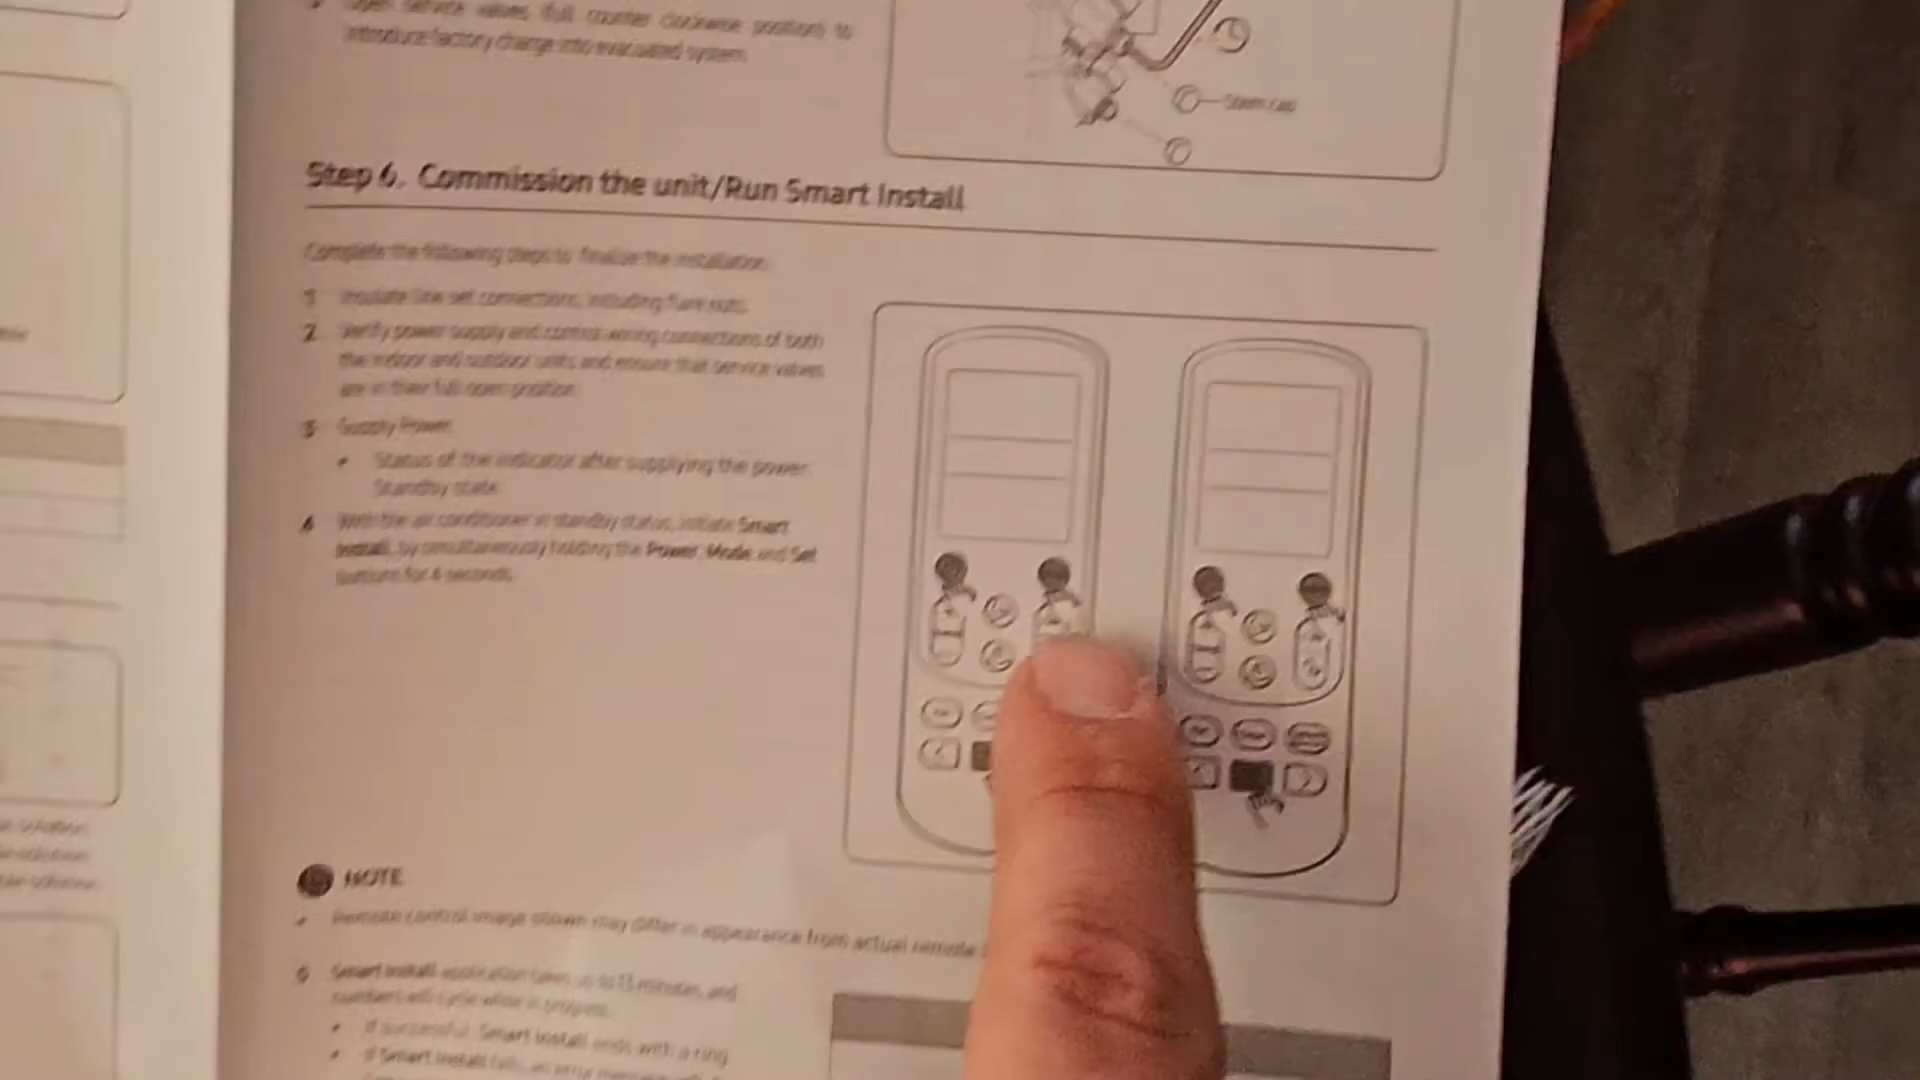 Open service valves (full counter clockwise position) to
introduce factory charge into evacuated system.
Stem cap
Step 6. Commission the unit/Run Smart Install
Complete the following steps to finalize the installation.
1 Insulate line set connections, including flare nuts.
2 Verify power supply and control wiring connections of both
the indoor and outdoor units and ensure that service valves
are in their full open position.
3 Supply Power.
• Status of the indicator after supplying the power:
Standby state
4 With the air conditioner in standby status, initiate Smart
Install, by simultaneously holding the Power, Mode and Set
buttons for 4 seconds.
NOTE
• Remote control image shown may differ in appearance from actual remote
Smart Install application takes up to 13 minutes, and
numbers will cycle while in progress.
• If successful, Smart Install ends with a ring
• If Smart Install fails, an error message will